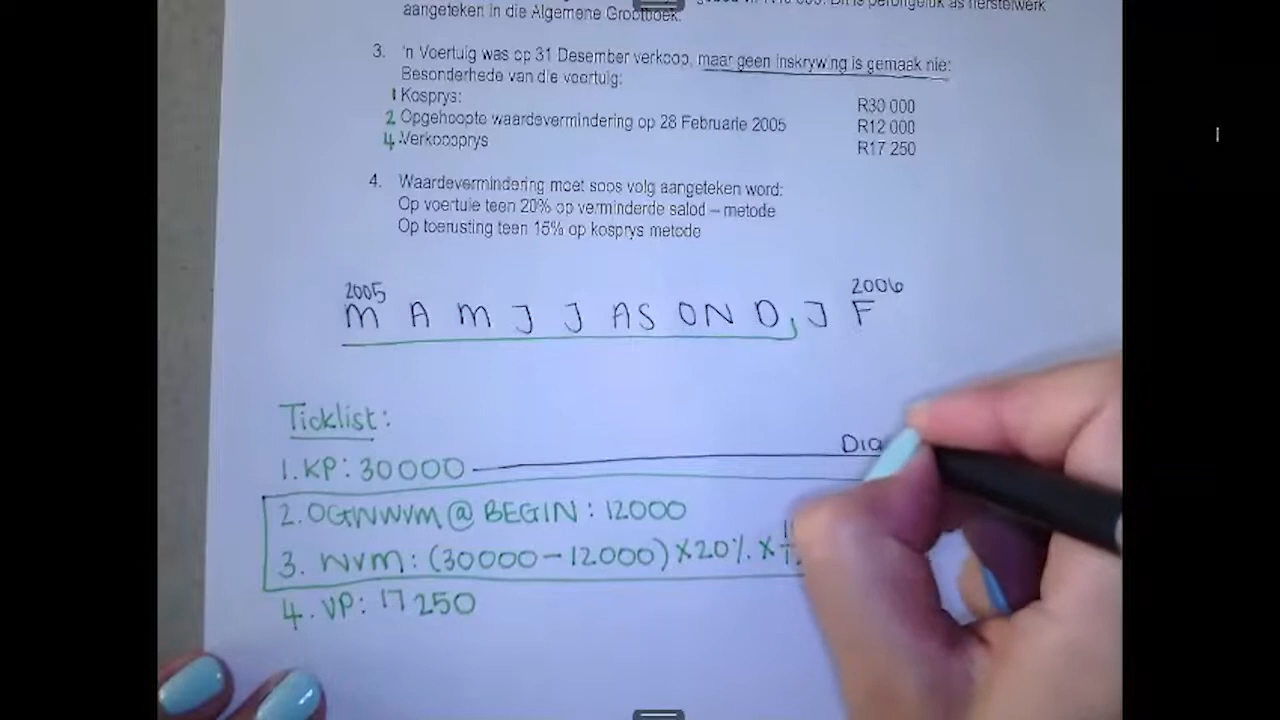 as herstelwerk
aangeteken in die Algemene Grootboek.
3. 'n Voertuig was op 31 Desember verkoop, maar geen inskrywing is gemaak nie:
Besonderhede van die voertuig:
1 Kosprys: R30 000
2 Opgehoopte waardevermindering op 28 Februarie 2005 R12 000
4 Verkoopprys R17 250
4. Waardevermindering moet soos volg aangeteken word:
Op voertuie teen 20% op verminderde salod – metode
Op toerusting teen 15% op kosprys metode
2005 2006
M A M J J A S O N D J F
Ticklist:
1. KP: 30000
2. OGWVM @ BEGIN: 12000
3. WVM: (30000 - 12000) X 20% X
4. VP: 17 250